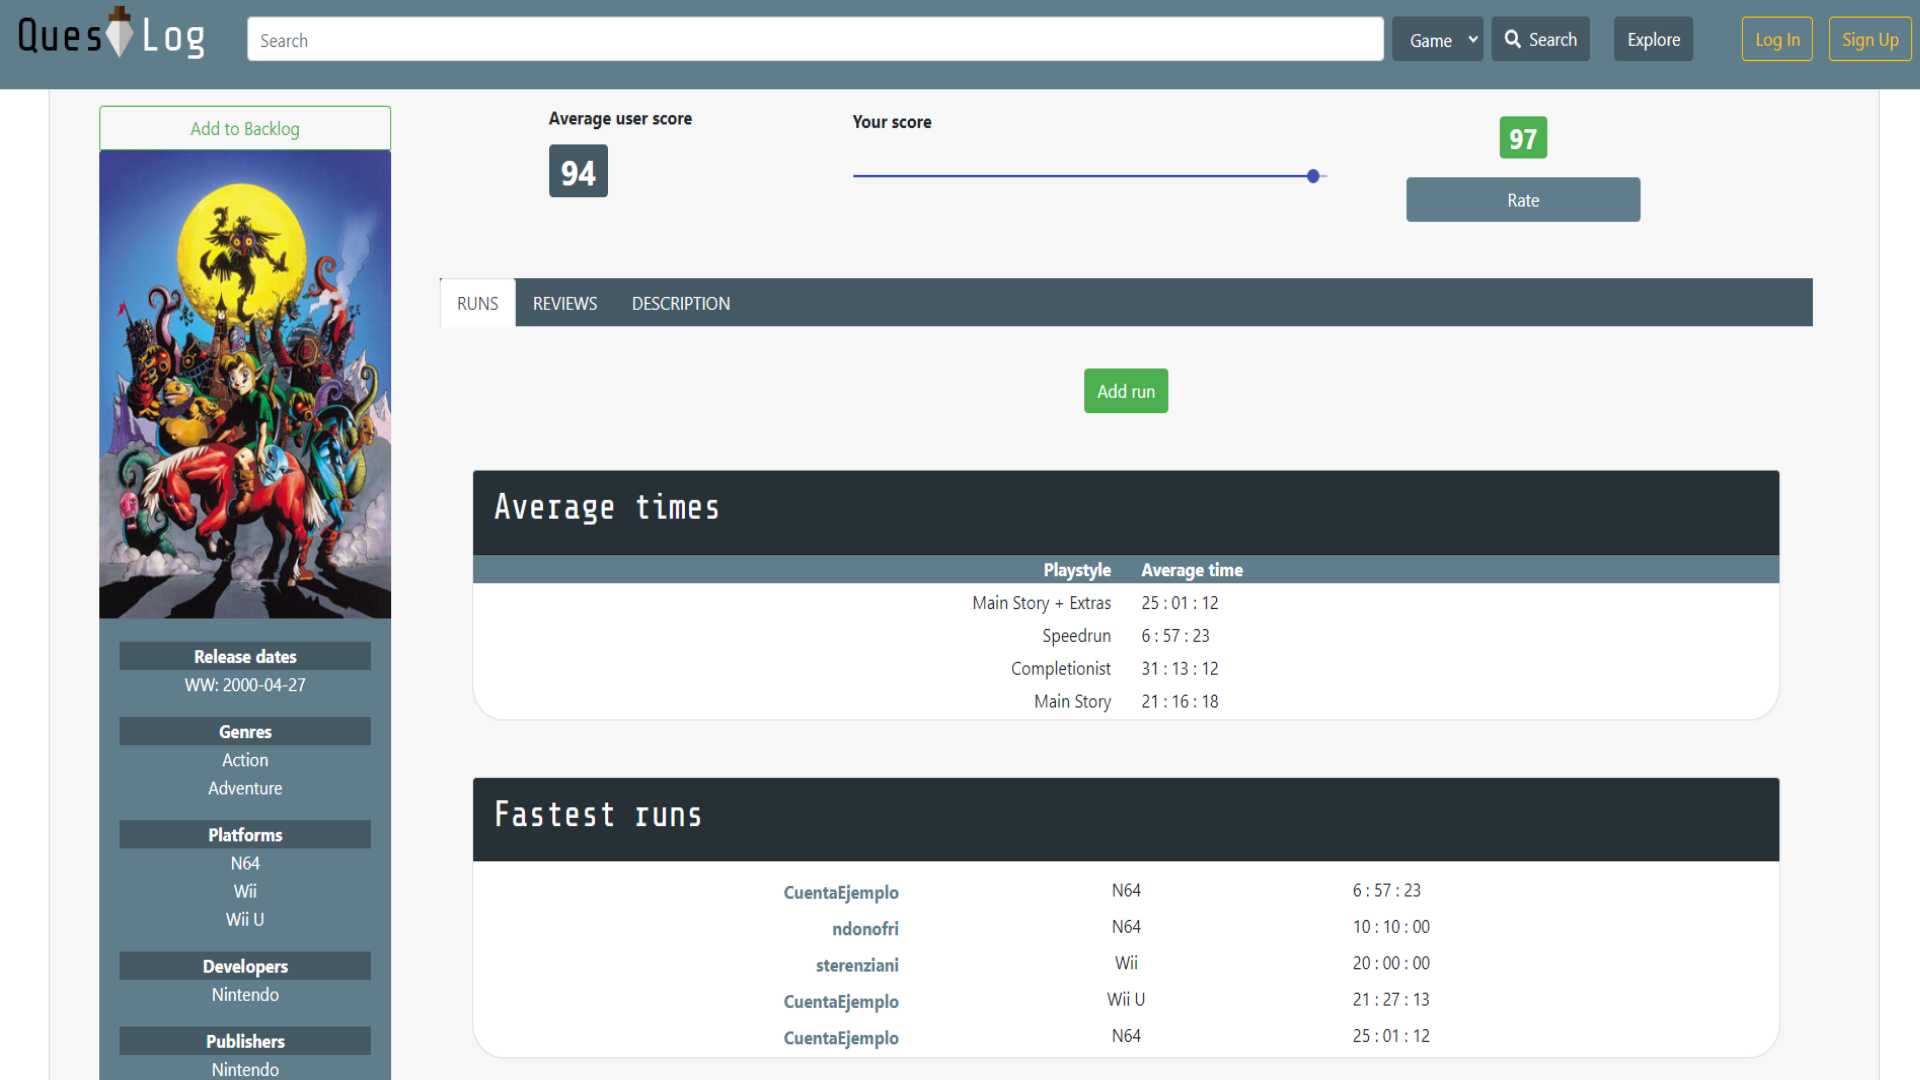 Ques Log
Search
Game
Search
Explore
Log In
Sign Up
Add to Backlog
Average user score
94
Your score
97
Rate
RUNS
REVIEWS
DESCRIPTION
Add run
Average times
Playstyle Average time
Main Story + Extras 25 : 01 : 12
Speedrun 6 : 57 : 23
Completionist 31 : 13 : 12
Main Story 21 : 16 : 18
Fastest runs
CuentaEjemplo N64 6 : 57 : 23
ndonofri N64 10 : 10 : 00
sterenziani Wii 20 : 00 : 00
CuentaEjemplo Wii U 21 : 27 : 13
CuentaEjemplo N64 25 : 01 : 12
Release dates
WW: 2000-04-27
Genres
Action
Adventure
Platforms
N64
Wii
Wii U
Developers
Nintendo
Publishers
Nintendo